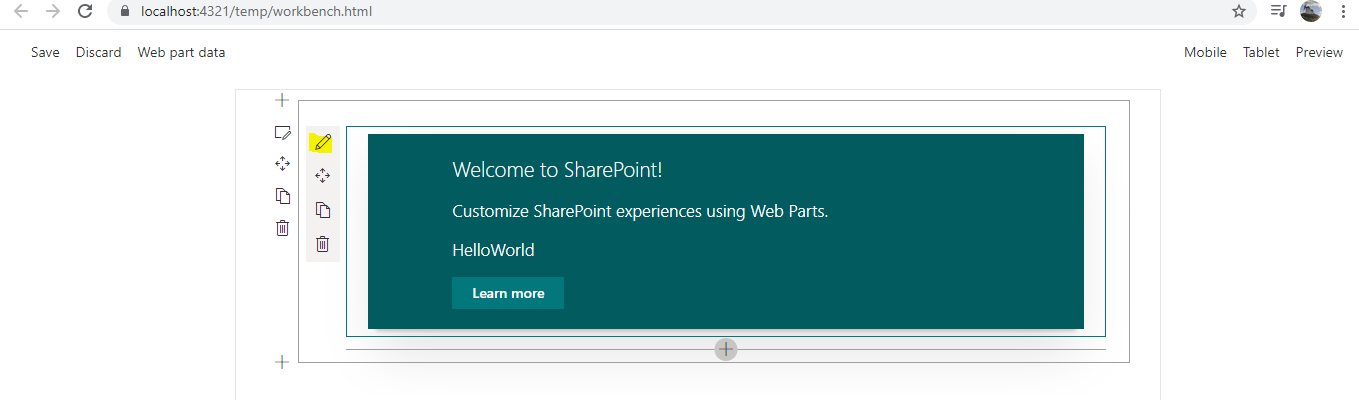 localhost:4321/temp/workbench.html
Save Discard Web part data Mobile Tablet Preview
Welcome to SharePoint!
Customize SharePoint experiences using Web Parts.
HelloWorld
Learn more